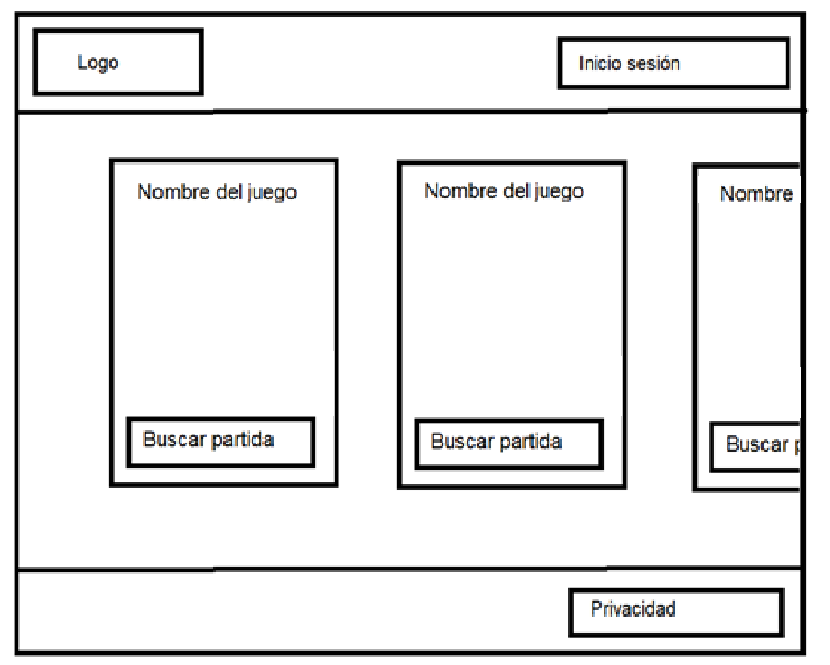 Logo
Inicio sesión
Nombre del juego
Nombre del juego
Nombre
Buscar partida
Buscar partida
Buscar p
Privacidad